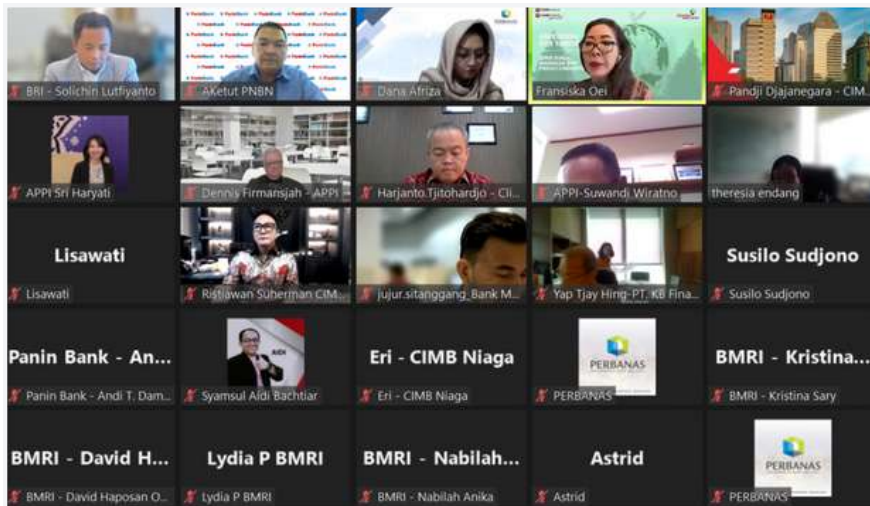 BRI - Solichin Lutfiyanto
AKetut PNBN
Dana Afriza
Fransiska Oei
Pandji Djajanegara - CIM...
APPI Sri Haryati
Dennis Firmansjah - APPI
Harjanto.Tjitohardjo - Cli...
APPI-Suwandi Wiratno
theresia endang
Lisawati
Lisawati
Ristiawan Suherman CIM...
jujur.sitanggang_Bank M...
Yap Tjay Hing-PT. KB Fina...
Susilo Sudjono
Susilo Sudjono
Panin Bank - An...
Panin Bank - Andi T. Dam...
AIDI
Syamsul Aidi Bachtiar
Eri - CIMB Niaga
Eri - CIMB Niaga
PERBANAS
PERBANAS
BMRI - Kristina...
BMRI - Kristina Sary
BMRI - David H...
BMRI - David Haposan O...
Lydia P BMRI
Lydia P BMRI
BMRI - Nabilah...
BMRI - Nabilah Anika
Astrid
Astrid
PERBANAS
PERBANAS